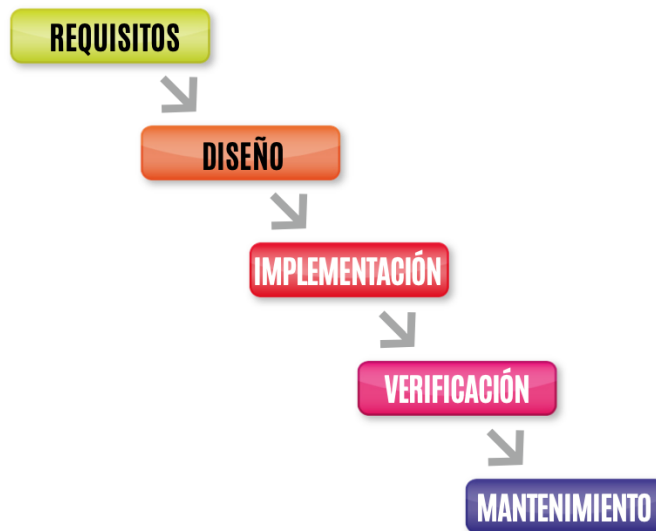 REQUISITOS
DISEÑO
IMPLEMENTACIÓN
VERIFICACIÓN
MANTENIMIENTO